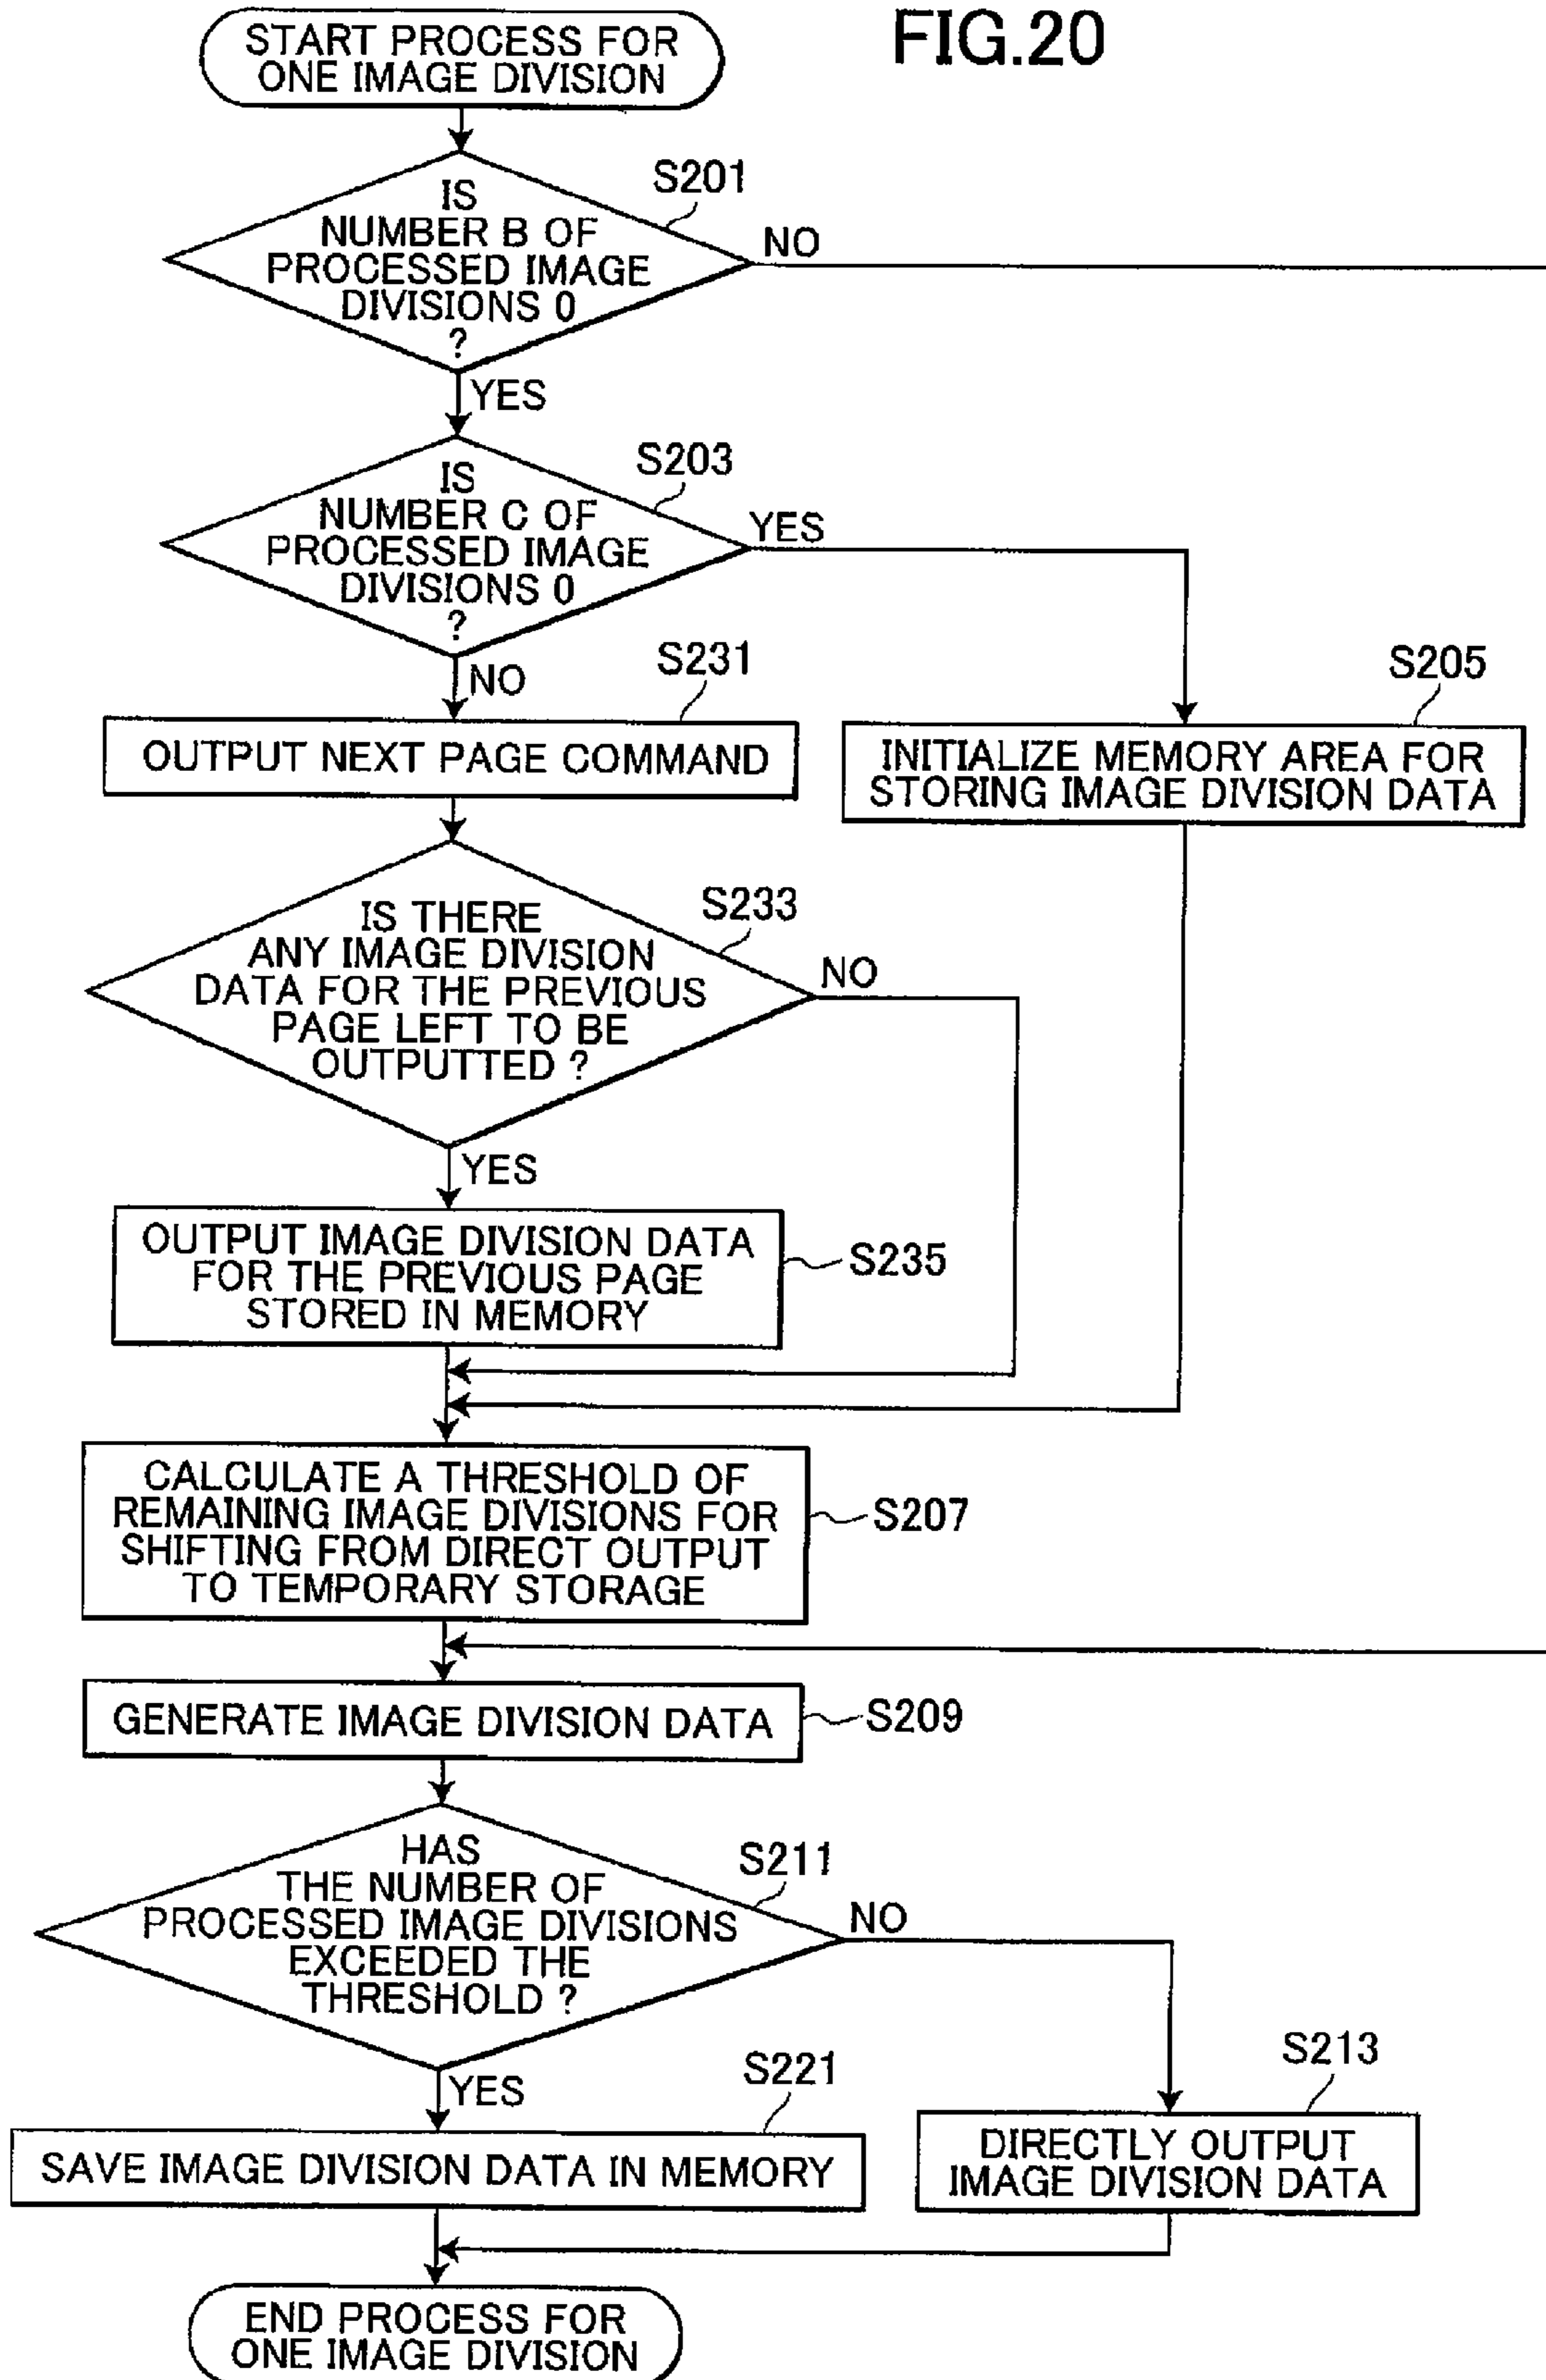 FIG.20
START PROCESS FOR
ONE IMAGE DIVISION
S201
IS
NUMBER B OF
PROCESSED IMAGE
DIVISIONS 0
?
NO
YES
S203
IS
NUMBER C OF
PROCESSED IMAGE
DIVISIONS 0
?
YES
NO
S231
OUTPUT NEXT PAGE COMMAND
S205
INITIALIZE MEMORY AREA FOR
STORING IMAGE DIVISION DATA
S233
IS THERE
ANY IMAGE DIVISION
DATA FOR THE PREVIOUS
PAGE LEFT TO BE
OUTPUTTED ?
NO
YES
OUTPUT IMAGE DIVISION DATA
FOR THE PREVIOUS PAGE
STORED IN MEMORY
S235
CALCULATE A THRESHOLD OF
REMAINING IMAGE DIVISIONS FOR
SHIFTING FROM DIRECT OUTPUT
TO TEMPORARY STORAGE
S207
GENERATE IMAGE DIVISION DATA
S209
HAS
THE NUMBER OF
PROCESSED IMAGE DIVISIONS
EXCEEDED THE
THRESHOLD ?
S211
NO
YES
S221
SAVE IMAGE DIVISION DATA IN MEMORY
S213
DIRECTLY OUTPUT
IMAGE DIVISION DATA
END PROCESS FOR
ONE IMAGE DIVISION